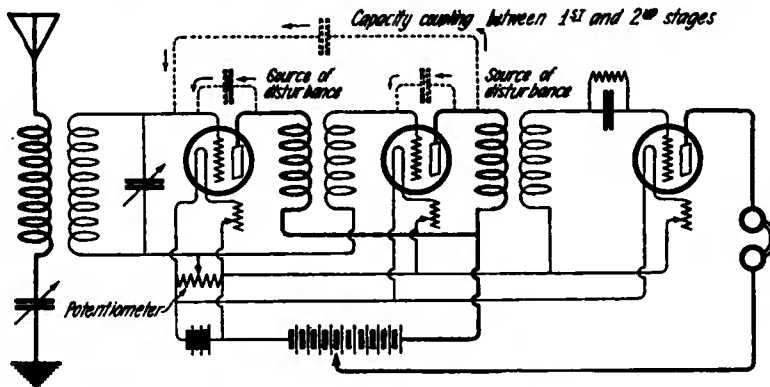 Capacity coupling between 1ST and 2ND stages
Source of
disturbance
Source of
disturbance
Potentiometer